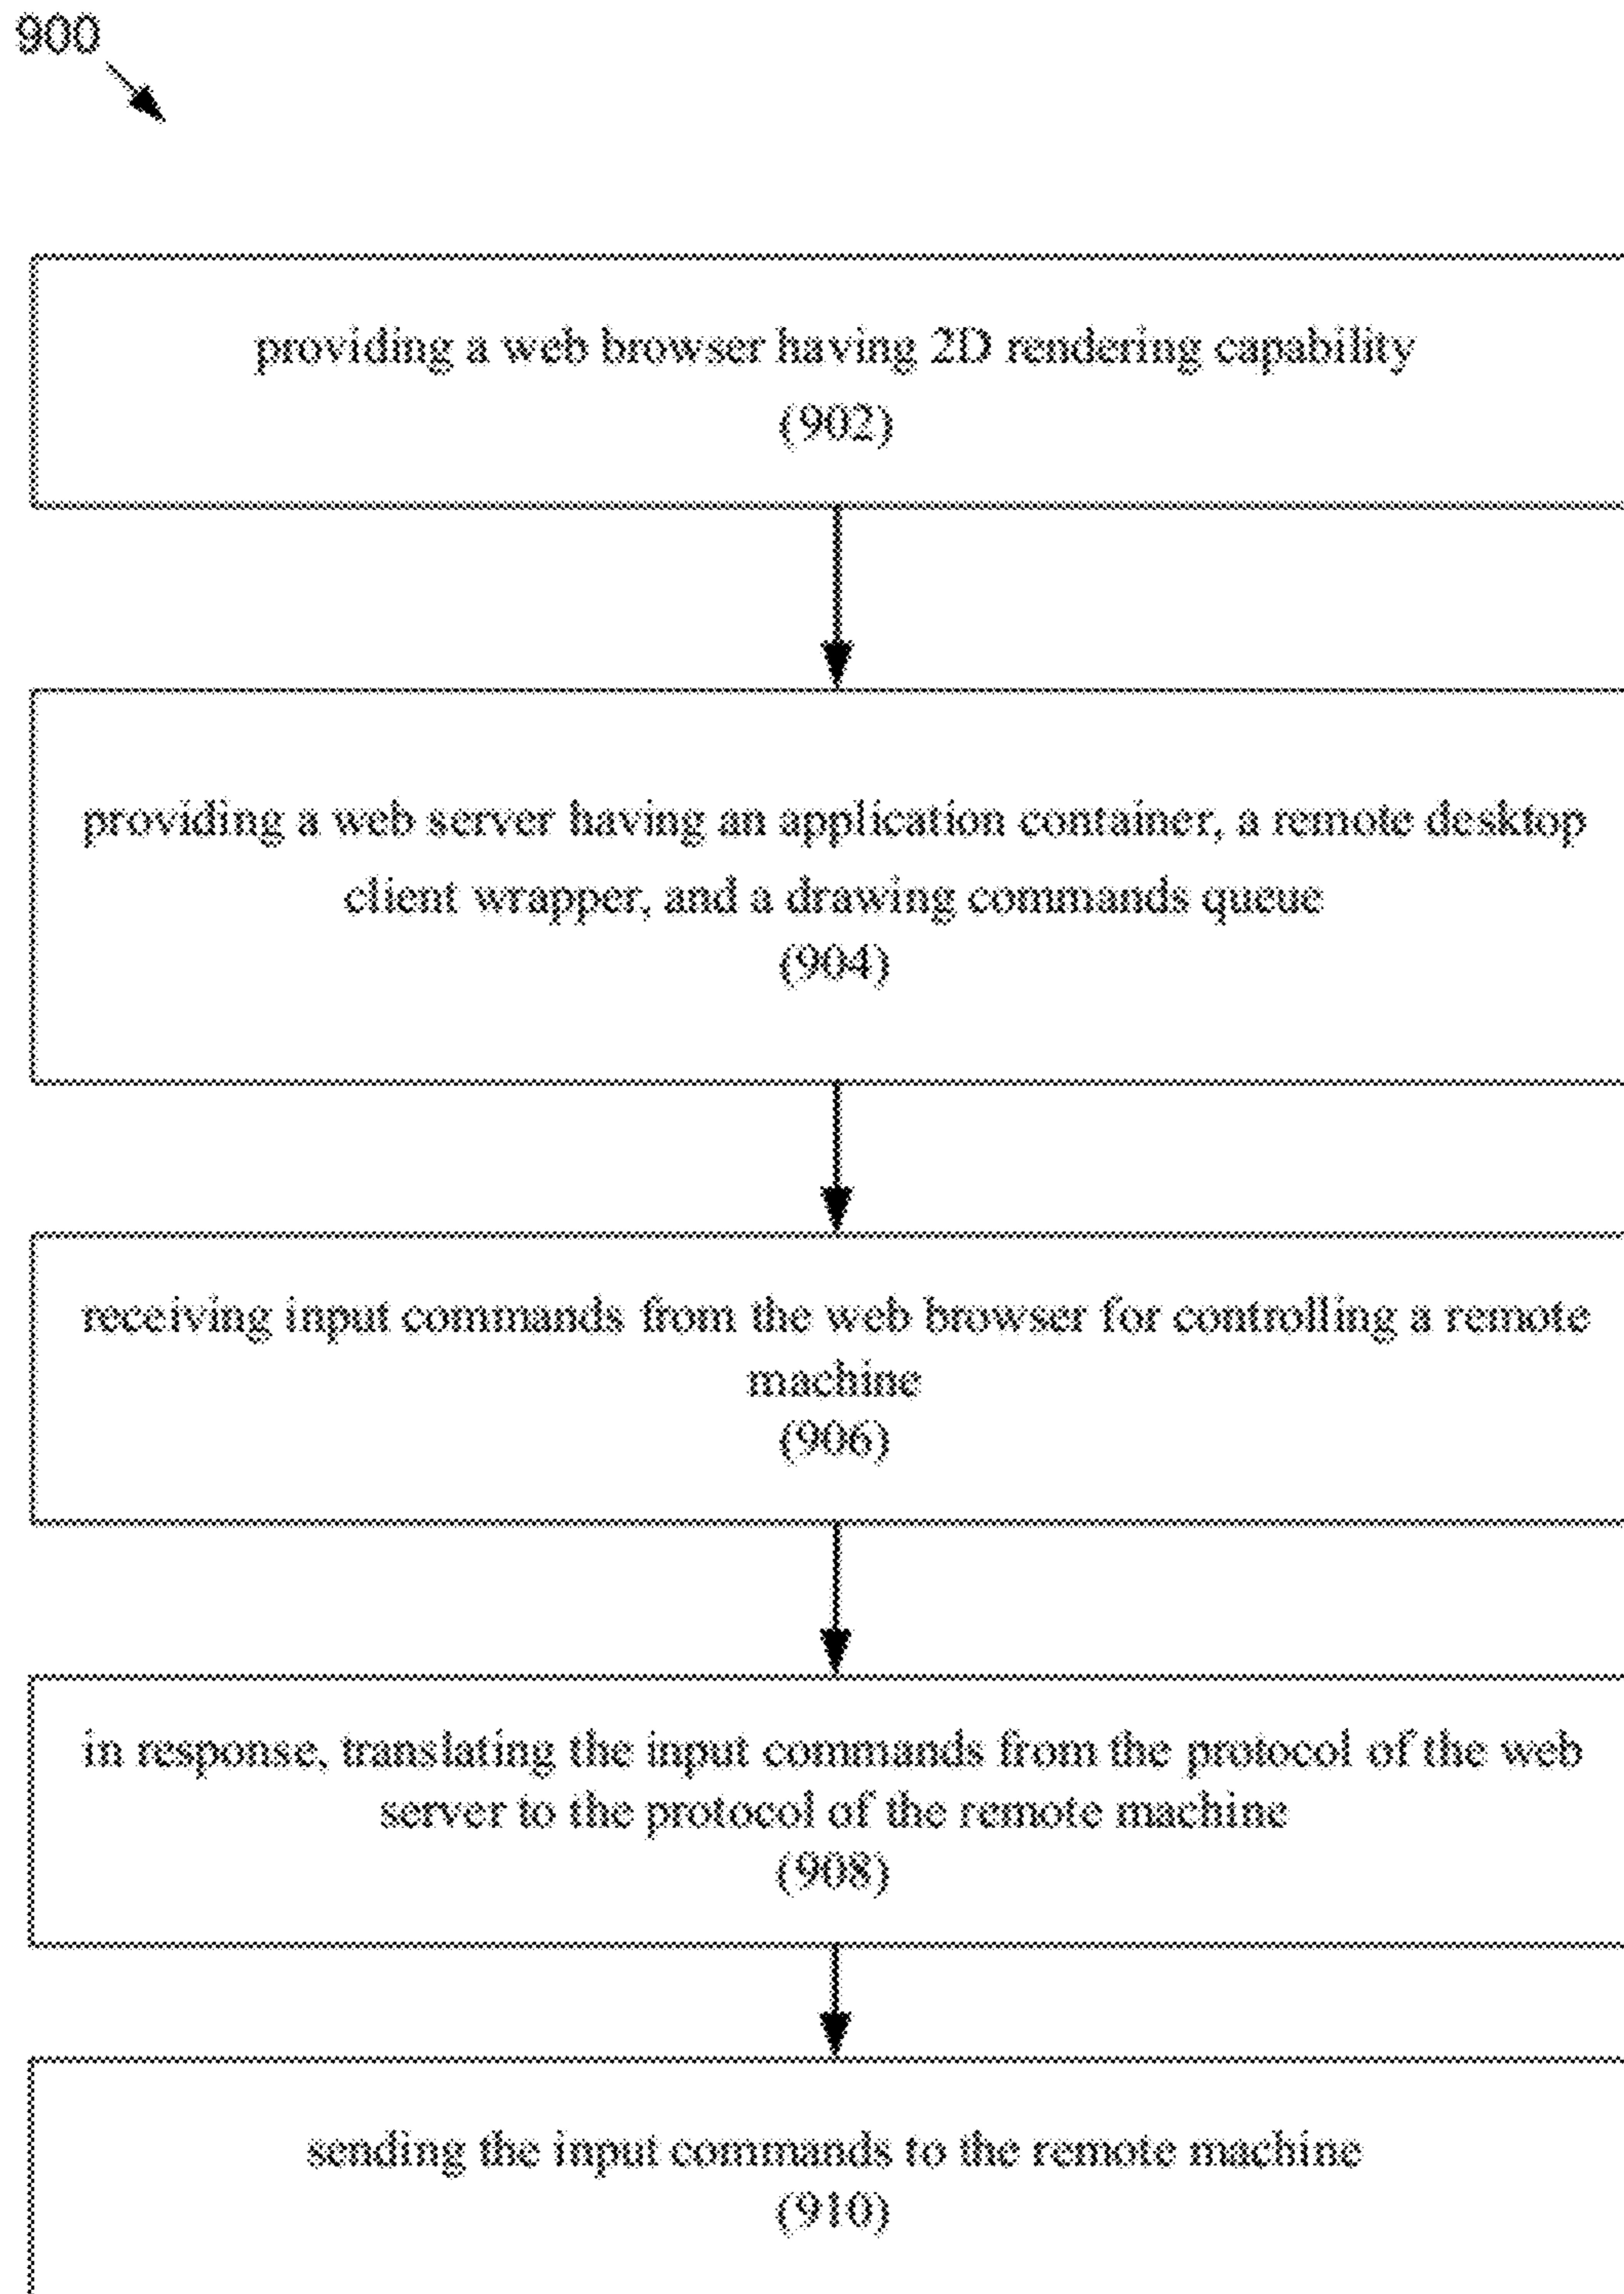 900
providing a web browser having 2D rendering capability
(902)
providing a web server having an application container, a remote desktop
client wrapper, and a drawing commands queue
(904)
receiving input commands from the web browser for controlling a remote
machine
(906)
in response, translating the input commands from the protocol of the web
server to the protocol of the remote machine
(908)
sending the input commands to the remote machine
(910)